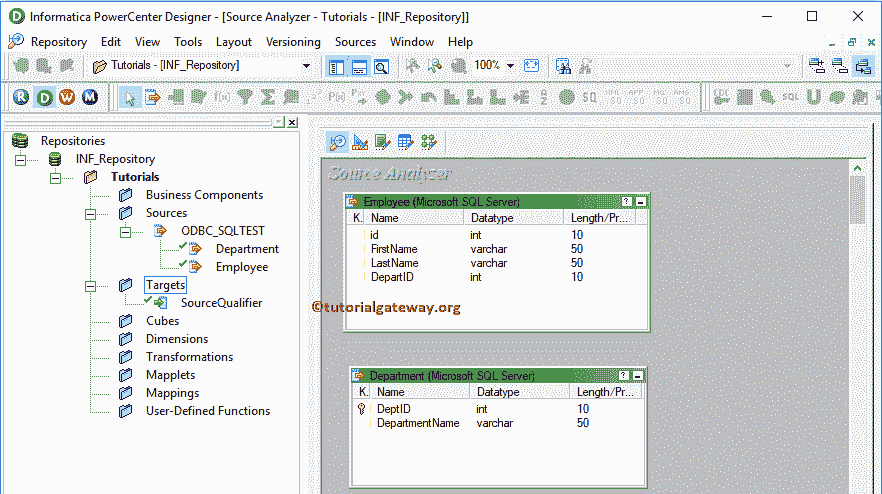 Informatica PowerCenter Designer - [Source Analyzer - Tutorials - [INF_Repository]]
Repository Edit View Tools Layout Versioning Sources Window Help
Tutorials - [INF_Repository] 100%
R D W M f(x) SQ SQL
Repositories
INF_Repository
Tutorials
Business Components
Sources
ODBC_SQLTEST
Department
Employee
Targets
SourceQualifier
Cubes
Dimensions
Transformations
Mapplets
Mappings
User-Defined Functions
Source Analyzer
Employee (Microsoft SQL Server)
K. Name Datatype Length/Pr...
id int 10
FirstName varchar 50
LastName varchar 50
DepartID int 10
©tutorialgateway.org
Department (Microsoft SQL Server)
K. Name Datatype Length/Pr...
DeptID int 10
DepartmentName varchar 50